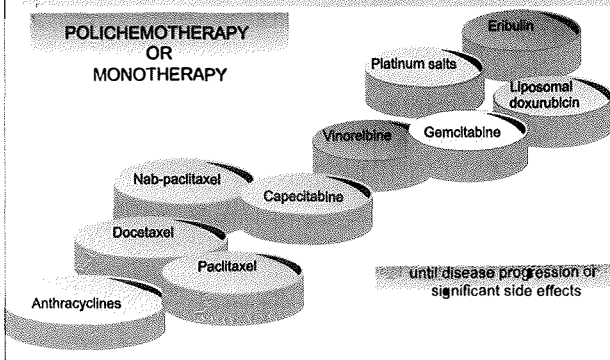 POLICHEMOTHERAPY
OR
MONOTHERAPY
Eribulin
Platinum salts
Liposomal
doxurubicin
Vinorelbine
Gemcitabine
Nab-paclitaxel
Capecitabine
Docetaxel
Paclitaxel
Anthracyclines
until disease progression or
significant side effects